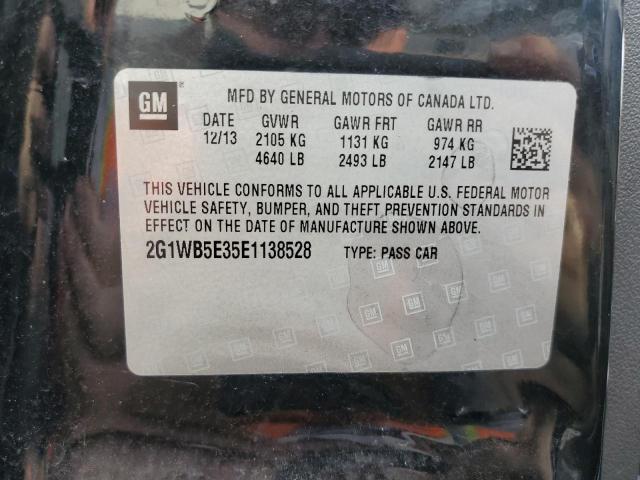 GM ®
MFD BY GENERAL MOTORS OF CANADA LTD.
DATE GVWR GAWR FRT GAWR RR
12/13 2105 KG 1131 KG 974 KG
4640 LB 2493 LB 2147 LB
THIS VEHICLE CONFORMS TO ALL APPLICABLE U.S. FEDERAL MOTOR
VEHICLE SAFETY, BUMPER, AND THEFT PREVENTION STANDARDS IN
EFFECT ON THE DATE OF MANUFACTURE SHOWN ABOVE.
2G1WB5E35E1138528 TYPE: PASS CAR